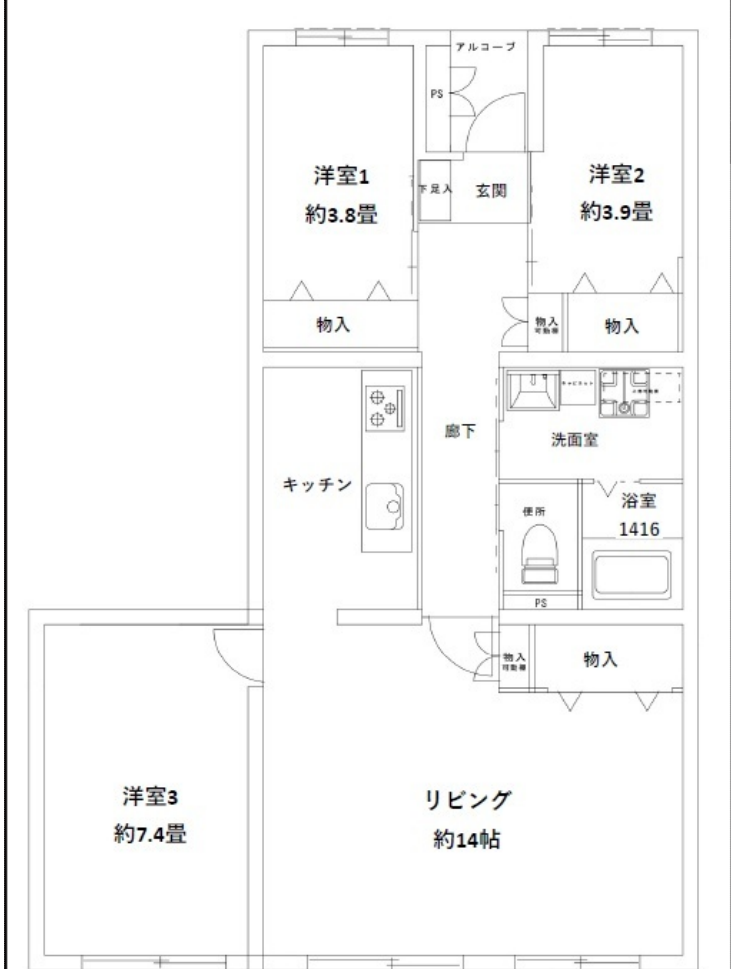 アルコーブ
PS
洋室1
約3.8畳
下足入
玄関
洋室2
約3.9畳
物入
物入
可動棚
物入
キャビネット
廊下
洗面室
キッチン
便所
浴室
1416
PS
物入
可動棚
物入
洋室3
約7.4畳
リビング
約14帖